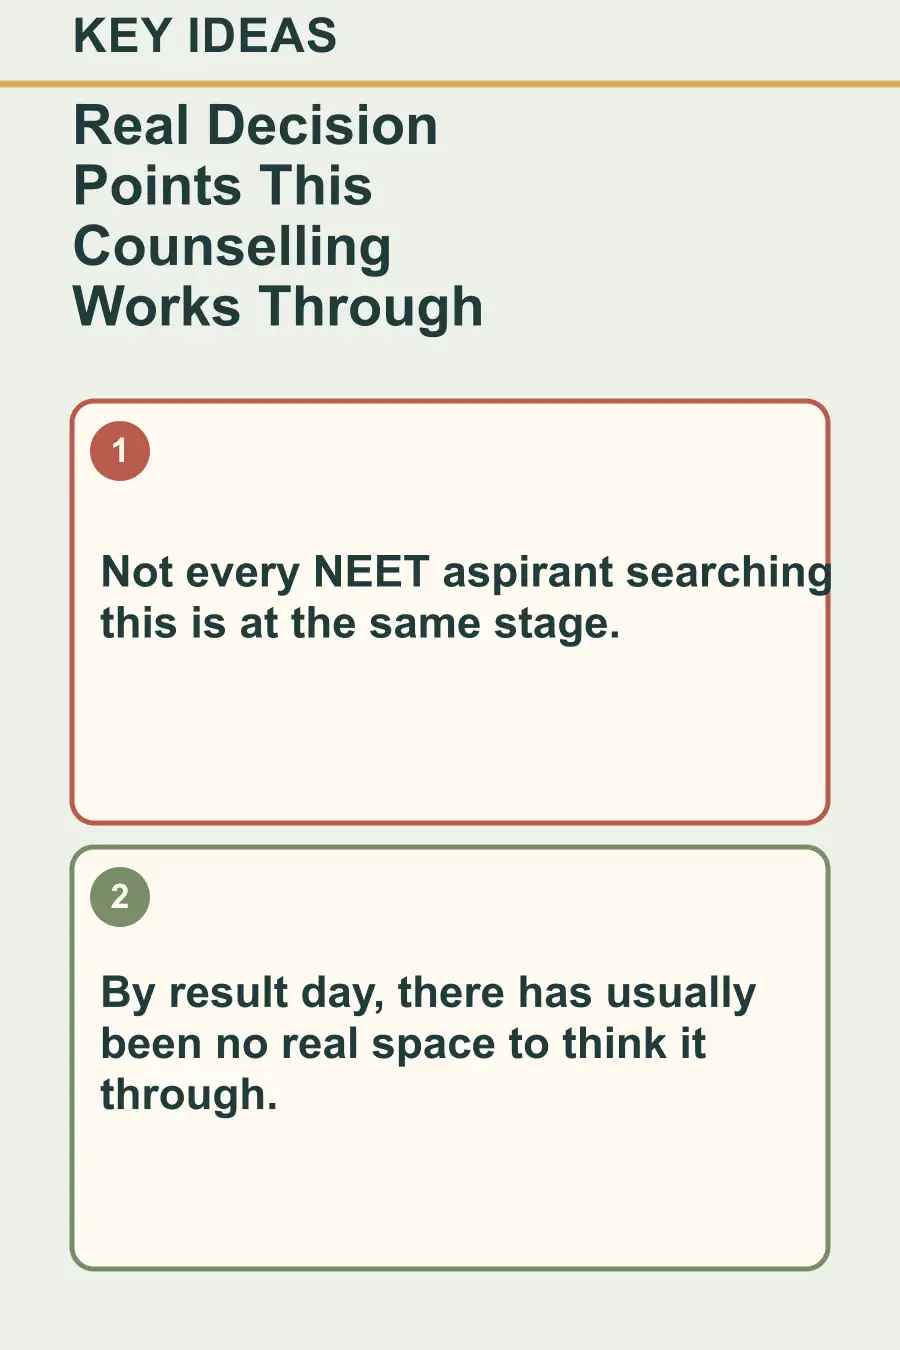 KEY IDEAS
Real Decision
Points This
Counselling
Works Through
1
Not every NEET aspirant searching
this is at the same stage.
2
By result day, there has usually
been no real space to think it
through.